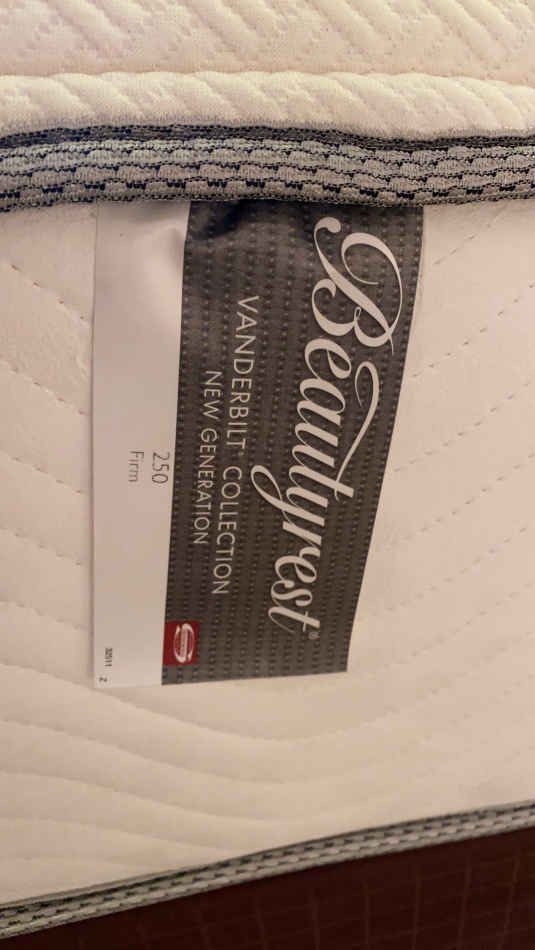 Beautyrest®
VANDERBILT® COLLECTION
NEW GENERATION
250
Firm